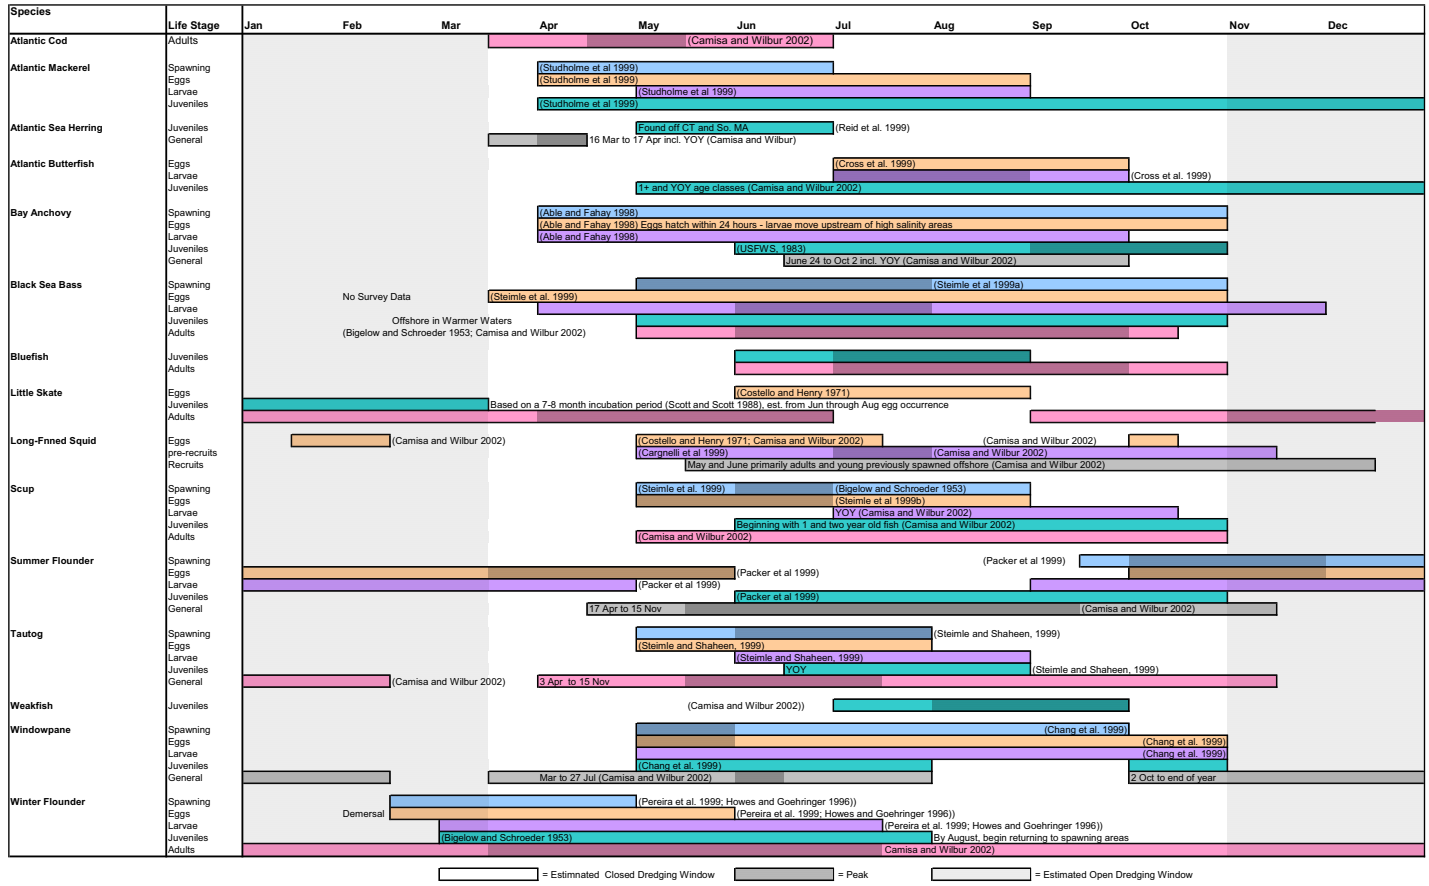 Species
Life Stage Jan Feb Mar Apr May Jun Jul Aug Sep Oct Nov Dec
Atlantic Cod Adults (Camisa and Wilbur 2002)
Atlantic Mackerel Spawning (Studholme et al 1999)
Eggs (Studholme et al 1999)
Larvae (Studholme et al 1999)
Juveniles (Studholme et al 1999)
Atlantic Sea Herring Juveniles Found off CT and So. MA (Reid et al. 1999)
General 16 Mar to 17 Apr incl. YOY (Camisa and Wilbur)
Atlantic Butterfish Eggs (Cross et al. 1999)
Larvae (Cross et al. 1999)
Juveniles 1+ and YOY age classes (Camisa and Wilbur 2002)
Bay Anchovy Spawning (Able and Fahay 1998)
Eggs (Able and Fahay 1998) Eggs hatch within 24 hours - larvae move upstream of high salinity areas
Larvae (Able and Fahay 1998)
Juveniles (USFWS, 1983)
General June 24 to Oct 2 incl. YOY (Camisa and Wilbur 2002)
Black Sea Bass Spawning (Steimle et al 1999a)
Eggs No Survey Data (Steimle et al. 1999)
Larvae
Juveniles Offshore in Warmer Waters
Adults (Bigelow and Schroeder 1953; Camisa and Wilbur 2002)
Bluefish Juveniles
Adults
Little Skate Eggs (Costello and Henry 1971)
Juveniles Based on a 7-8 month incubation period (Scott and Scott 1988), est. from Jun through Aug egg occurrence
Adults
Long-Fnned Squid Eggs (Camisa and Wilbur 2002) (Costello and Henry 1971; Camisa and Wilbur 2002) (Camisa and Wilbur 2002)
pre-recruits (Cargnelli et al 1999) (Camisa and Wilbur 2002)
Recruits May and June primarily adults and young previously spawned offshore (Camisa and Wilbur 2002)
Scup Spawning (Steimle et al. 1999) (Bigelow and Schroeder 1953)
Eggs (Steimle et al 1999b)
Larvae YOY (Camisa and Wilbur 2002)
Juveniles Beginning with 1 and two year old fish (Camisa and Wilbur 2002)
Adults (Camisa and Wilbur 2002)
Summer Flounder Spawning (Packer et al 1999)
Eggs (Packer et al 1999)
Larvae (Packer et al 1999)
Juveniles (Packer et al 1999)
General 17 Apr to 15 Nov (Camisa and Wilbur 2002)
Tautog Spawning (Steimle and Shaheen, 1999)
Eggs (Steimle and Shaheen, 1999)
Larvae (Steimle and Shaheen, 1999)
Juveniles YOY (Steimle and Shaheen, 1999)
General (Camisa and Wilbur 2002) 3 Apr to 15 Nov
Weakfish Juveniles (Camisa and Wilbur 2002))
Windowpane Spawning (Chang et al. 1999)
Eggs (Chang et al. 1999)
Larvae (Chang et al. 1999)
Juveniles (Chang et al. 1999)
General Mar to 27 Jul (Camisa and Wilbur 2002) 2 Oct to end of year
Winter Flounder Spawning (Pereira et al. 1999; Howes and Goehringer 1996))
Eggs Demersal (Pereira et al. 1999; Howes and Goehringer 1996))
Larvae (Pereira et al. 1999; Howes and Goehringer 1996))
Juveniles (Bigelow and Schroeder 1953) By August, begin returning to spawning areas
Adults Camisa and Wilbur 2002)
= Estimnated Closed Dredging Window = Peak = Estimated Open Dredging Window